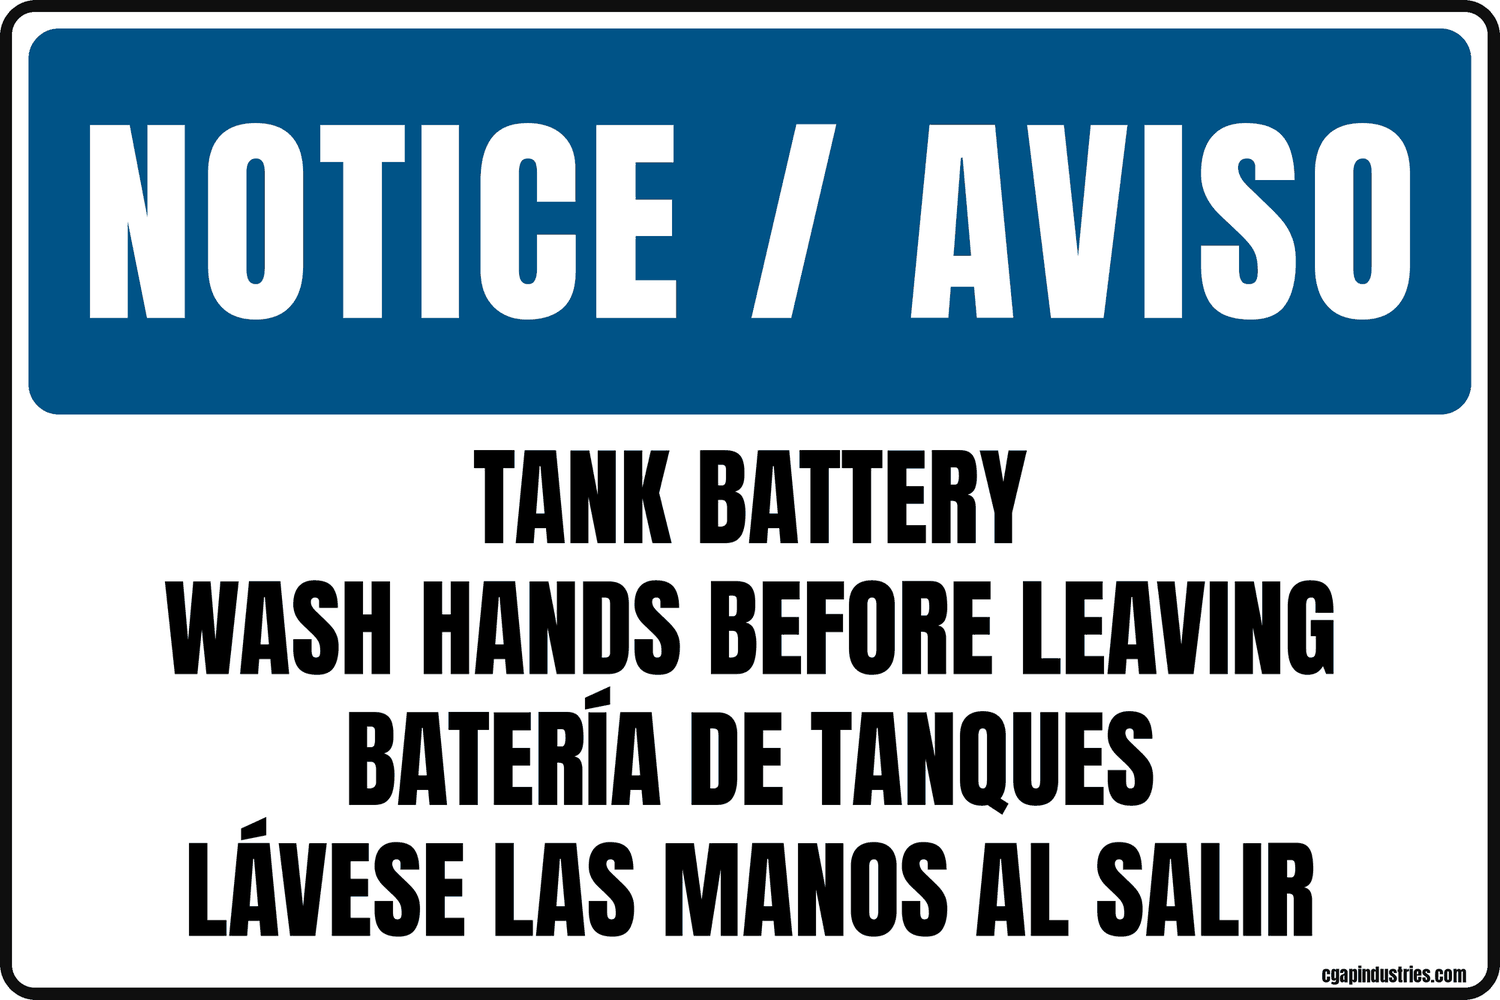 NOTICE / AVISO
TANK BATTERY
WASH HANDS BEFORE LEAVING
BATERÍA DE TANQUES
LÁVESE LAS MANOS AL SALIR
cgapindustries.com